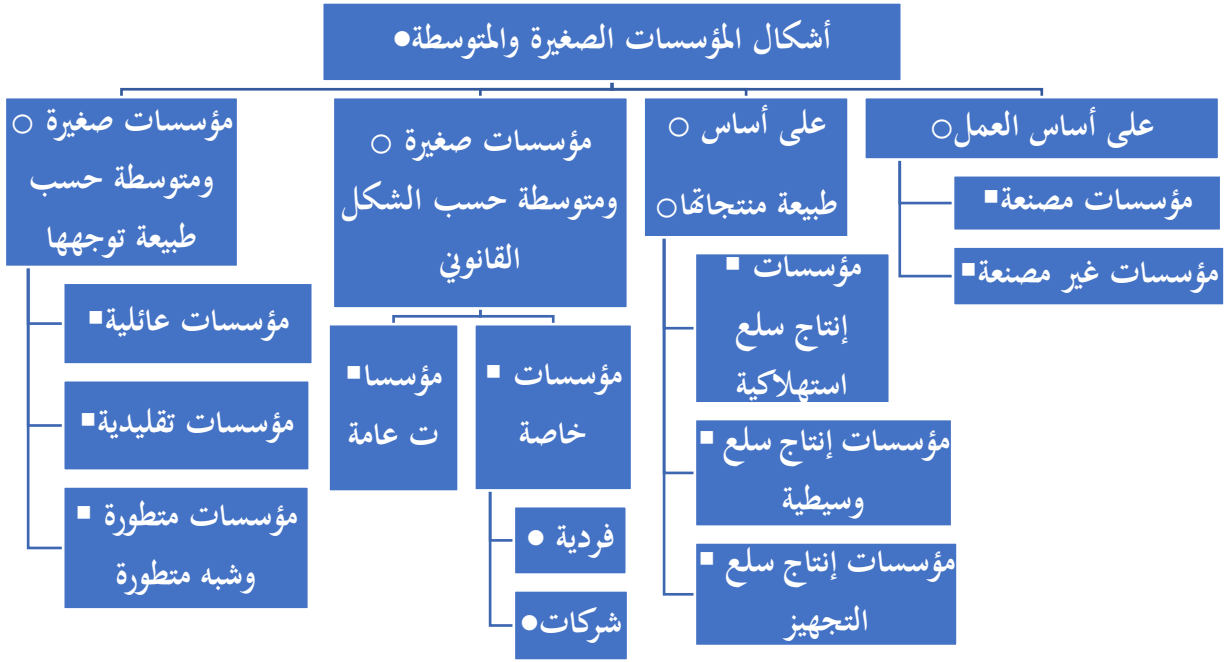 أشكال المؤسسات الصغيرة والمتوسطة●
على أساس العمل○
مؤسسات مصنعة■
مؤسسات غير مصنعة■
على أساس ○
طبيعة منتجاتها○
مؤسسات ■
إنتاج سلع
استهلاكية
مؤسسات إنتاج سلع ■
وسيطية
مؤسسات إنتاج سلع ■
التجهيز
مؤسسات صغيرة ○
ومتوسطة حسب الشكل
القانوني
مؤسسات ■
خاصة
فردية ●
شركات●
مؤسسا■
ت عامة
مؤسسات صغيرة ○
ومتوسطة حسب
طبيعة توجهها
مؤسسات عائلية■
مؤسسات تقليدية■
مؤسسات متطورة ■
وشبه متطورة